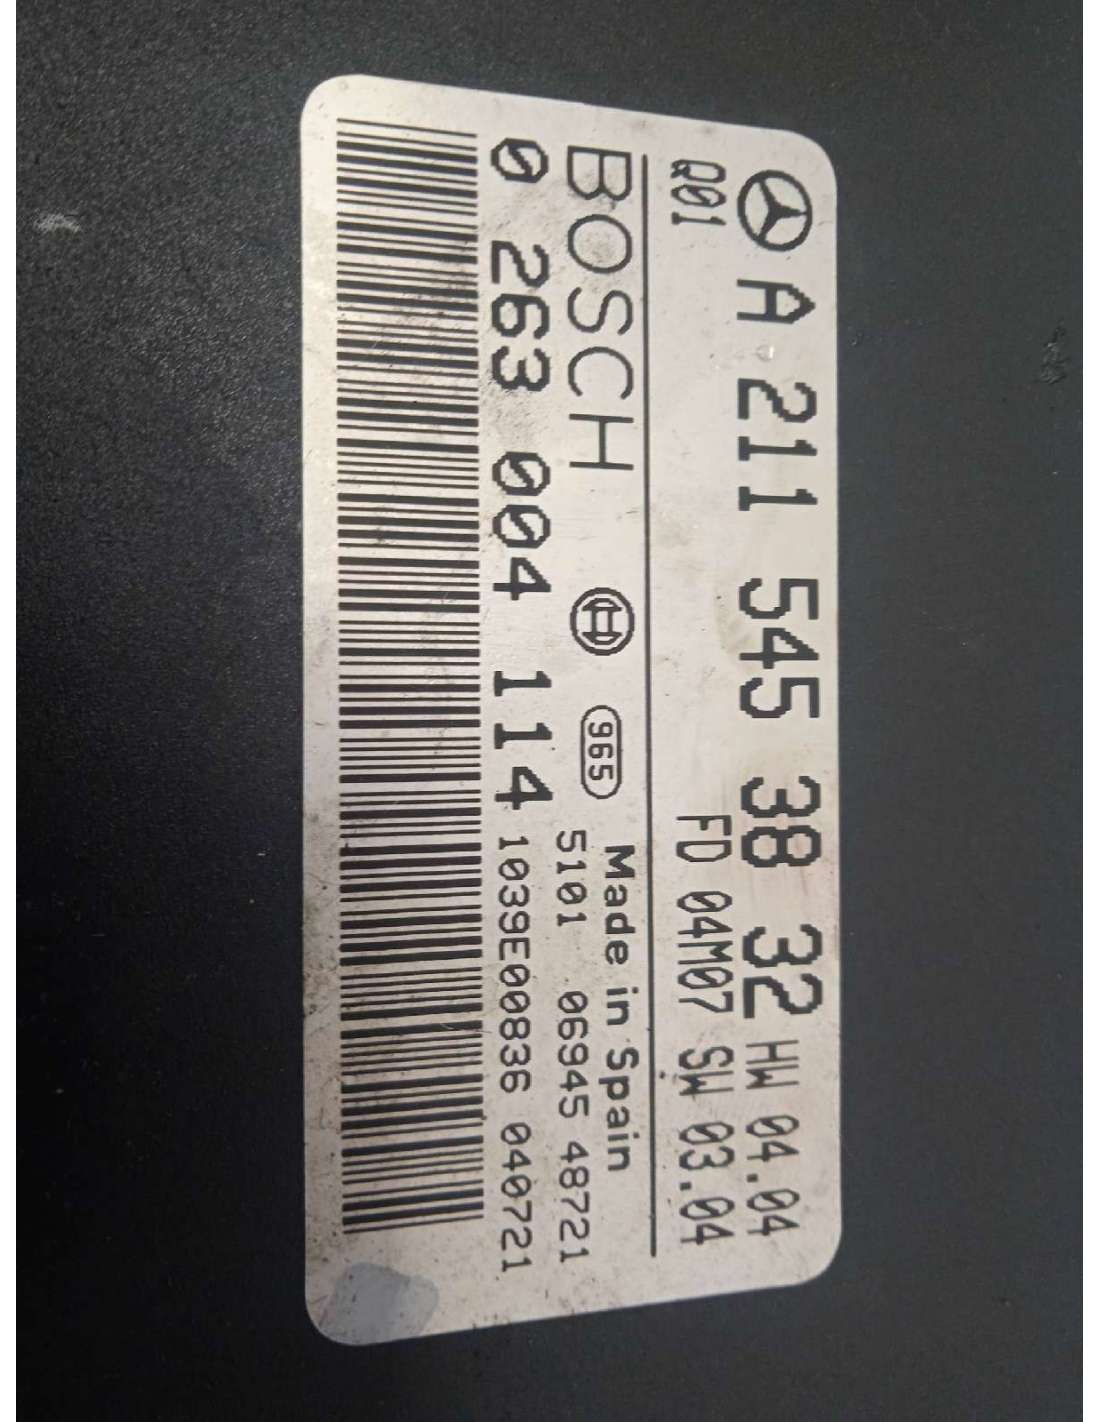 A 211 545 38 32 HW 04.04
Q01 FD 04M07 SW 03.04
BOSCH 965 Made in Spain
5101 06945 48721
0 263 004 114 1039E00836 040721